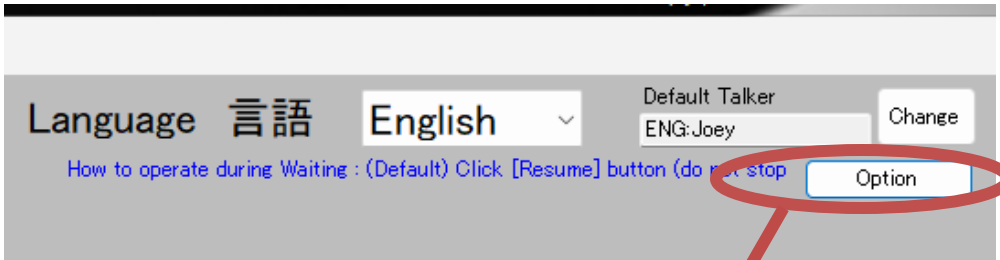 Default Talker
Language 言語 English ENG:Joey Change
How to operate during Waiting : (Default) Click [Resume] button (do not stop Option